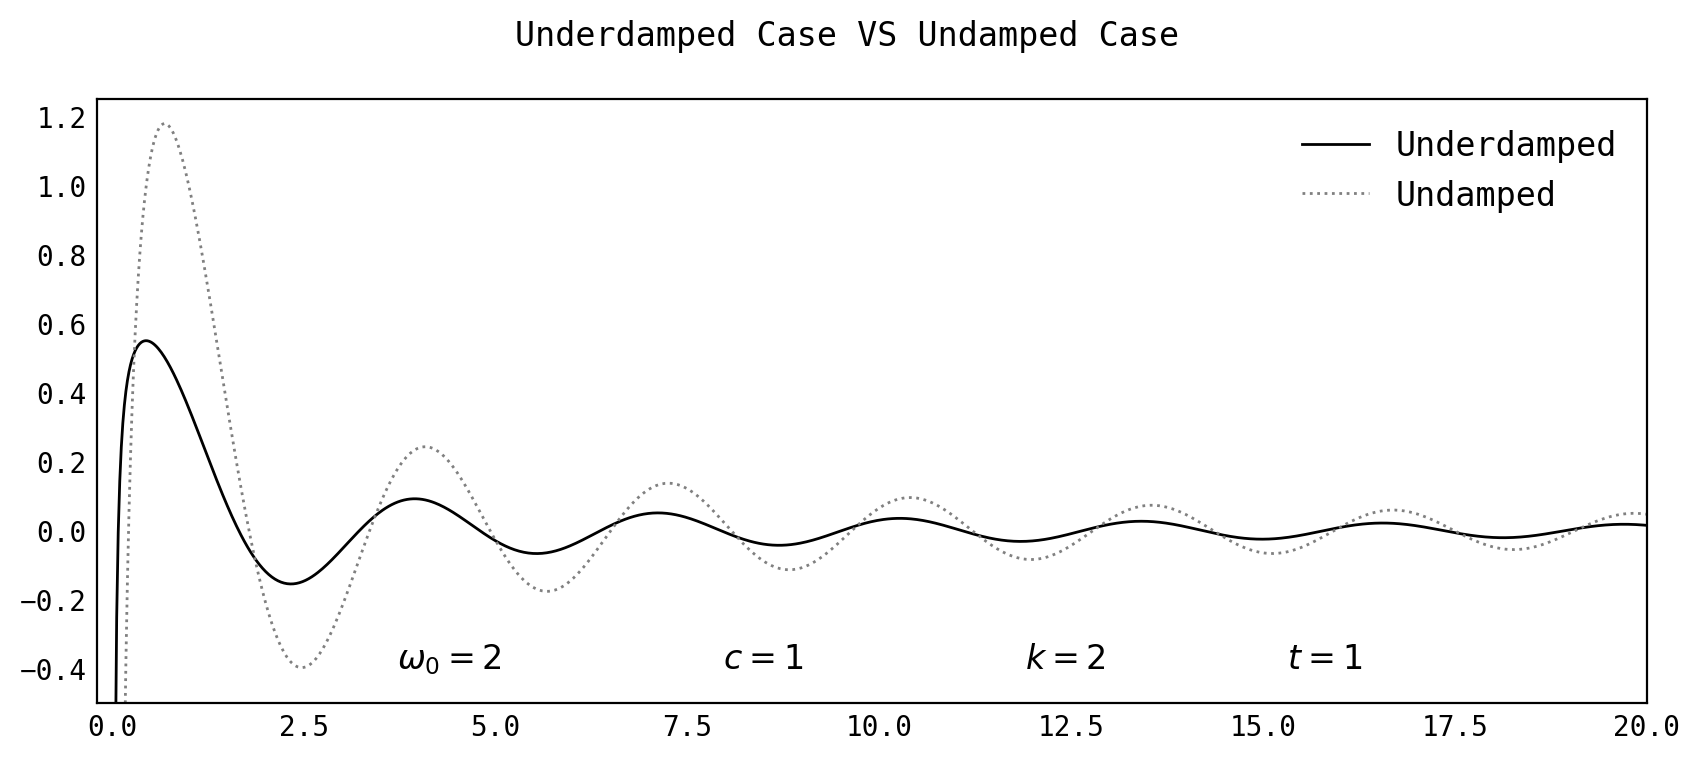 Underdamped Case VS Undamped Case
1.2
1.0
0.8
0.6
0.4
0.2
0.0
−0.2
−0.4
Underdamped
Undamped
ω₀ = 2 c = 1 k = 2 t = 1
0.0 2.5 5.0 7.5 10.0 12.5 15.0 17.5 20.0